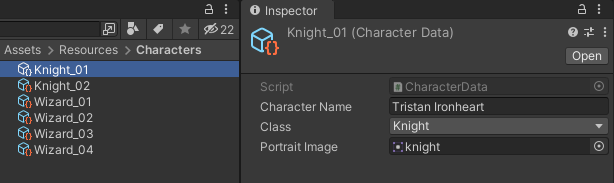 22
Assets > Resources > Characters
Knight_01
Knight_02
Wizard_01
Wizard_02
Wizard_03
Wizard_04
Inspector
Knight_01 (Character Data)
Open
Script CharacterData
Character Name Tristan Ironheart
Class Knight
Portrait Image knight